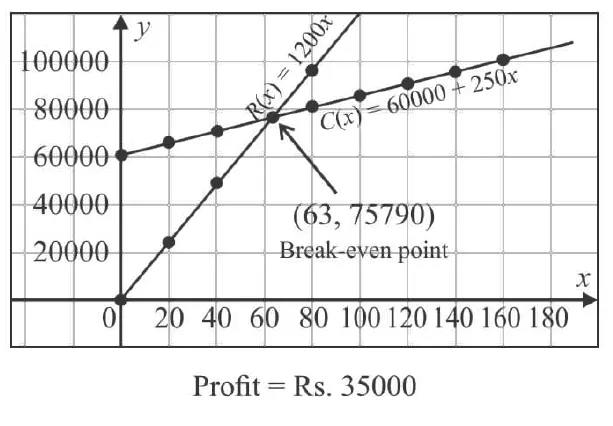 y
100000
80000
60000
40000
20000
R(x) = 1200x
C(x) = 60000 + 250x
(63, 75790)
Break-even point
x
0 20 40 60 80 100 120 140 160 180
Profit = Rs. 35000